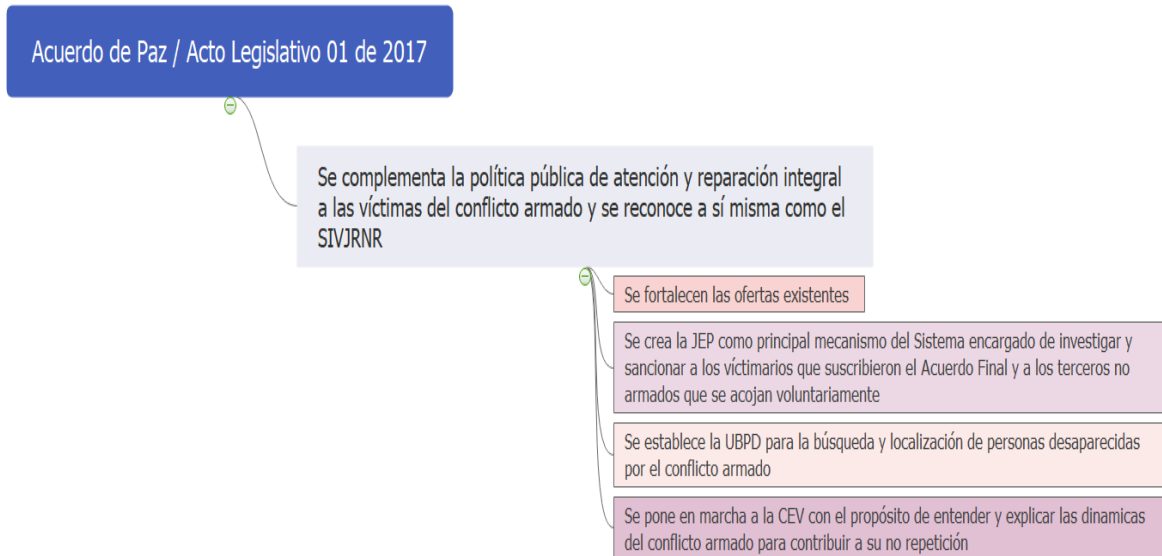 Acuerdo de Paz / Acto Legislativo 01 de 2017
Se complementa la política pública de atención y reparación integral
a las víctimas del conflicto armado y se reconoce a sí misma como el
SIVJRNR
Se fortalecen las ofertas existentes
Se crea la JEP como principal mecanismo del Sistema encargado de investigar y
sancionar a los víctimarios que suscribieron el Acuerdo Final y a los terceros no
armados que se acojan voluntariamente
Se establece la UBPD para la búsqueda y localización de personas desaparecidas
por el conflicto armado
Se pone en marcha a la CEV con el propósito de entender y explicar las dinamicas
del conflicto armado para contribuir a su no repetición